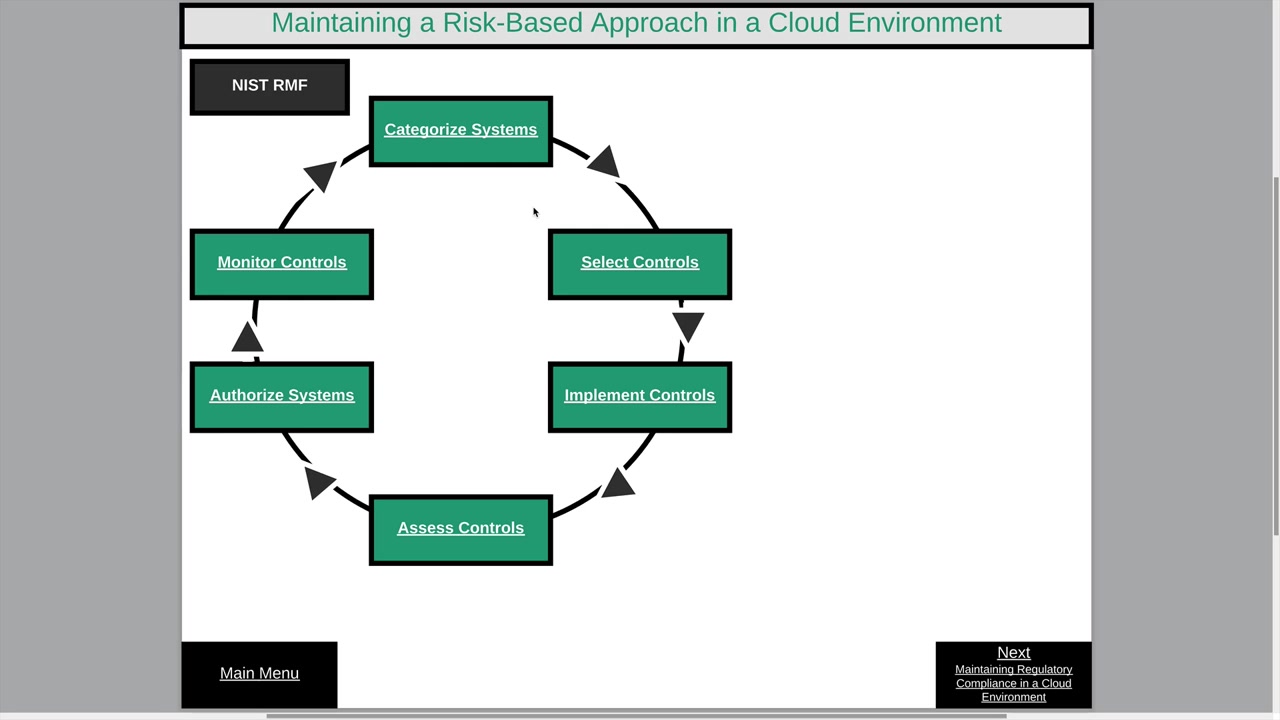 Maintaining a Risk-Based Approach in a Cloud Environment
NIST RMF
Categorize Systems
Monitor Controls
Select Controls
Authorize Systems
Implement Controls
Assess Controls
Main Menu
Next
Maintaining Regulatory
Compliance in a Cloud
Environment